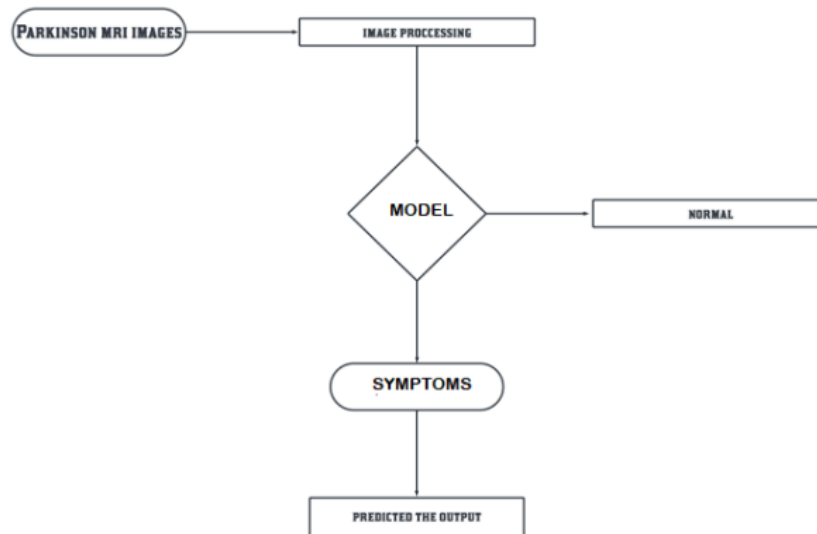 PARKINSON MRI IMAGES
IMAGE PROCCESSING
MODEL
NORMAL
SYMPTOMS
PREDICTED THE OUTPUT